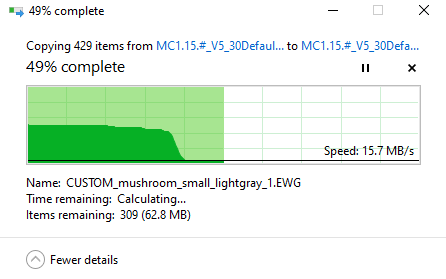 49% complete
Copying 429 items from MC1.15.#_V5_30Defaul... to MC1.15.#_V5_30Defa...
49% complete
Speed: 15.7 MB/s
Name: CUSTOM_mushroom_small_lightgray_1.EWG
Time remaining: Calculating...
Items remaining: 309 (62.8 MB)
Fewer details